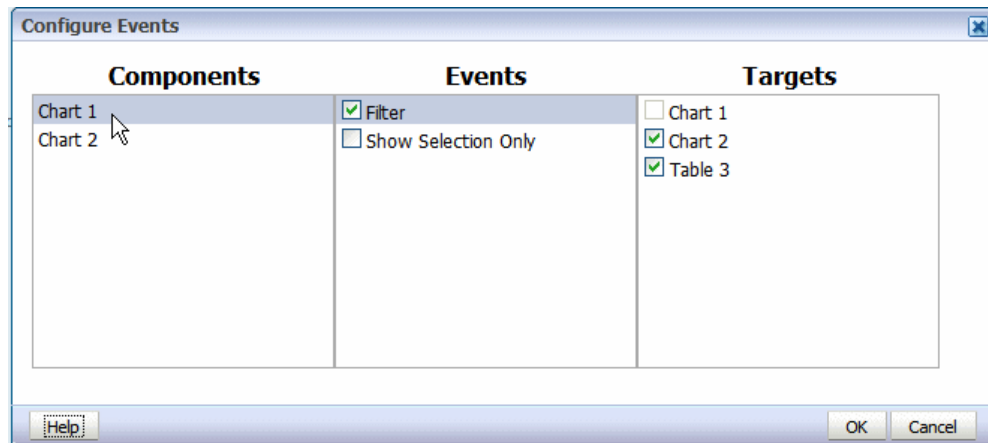 Configure Events
Components
Events
Targets
Chart 1
Chart 2
Filter
Show Selection Only
Chart 1
Chart 2
Table 3
Help
OK
Cancel